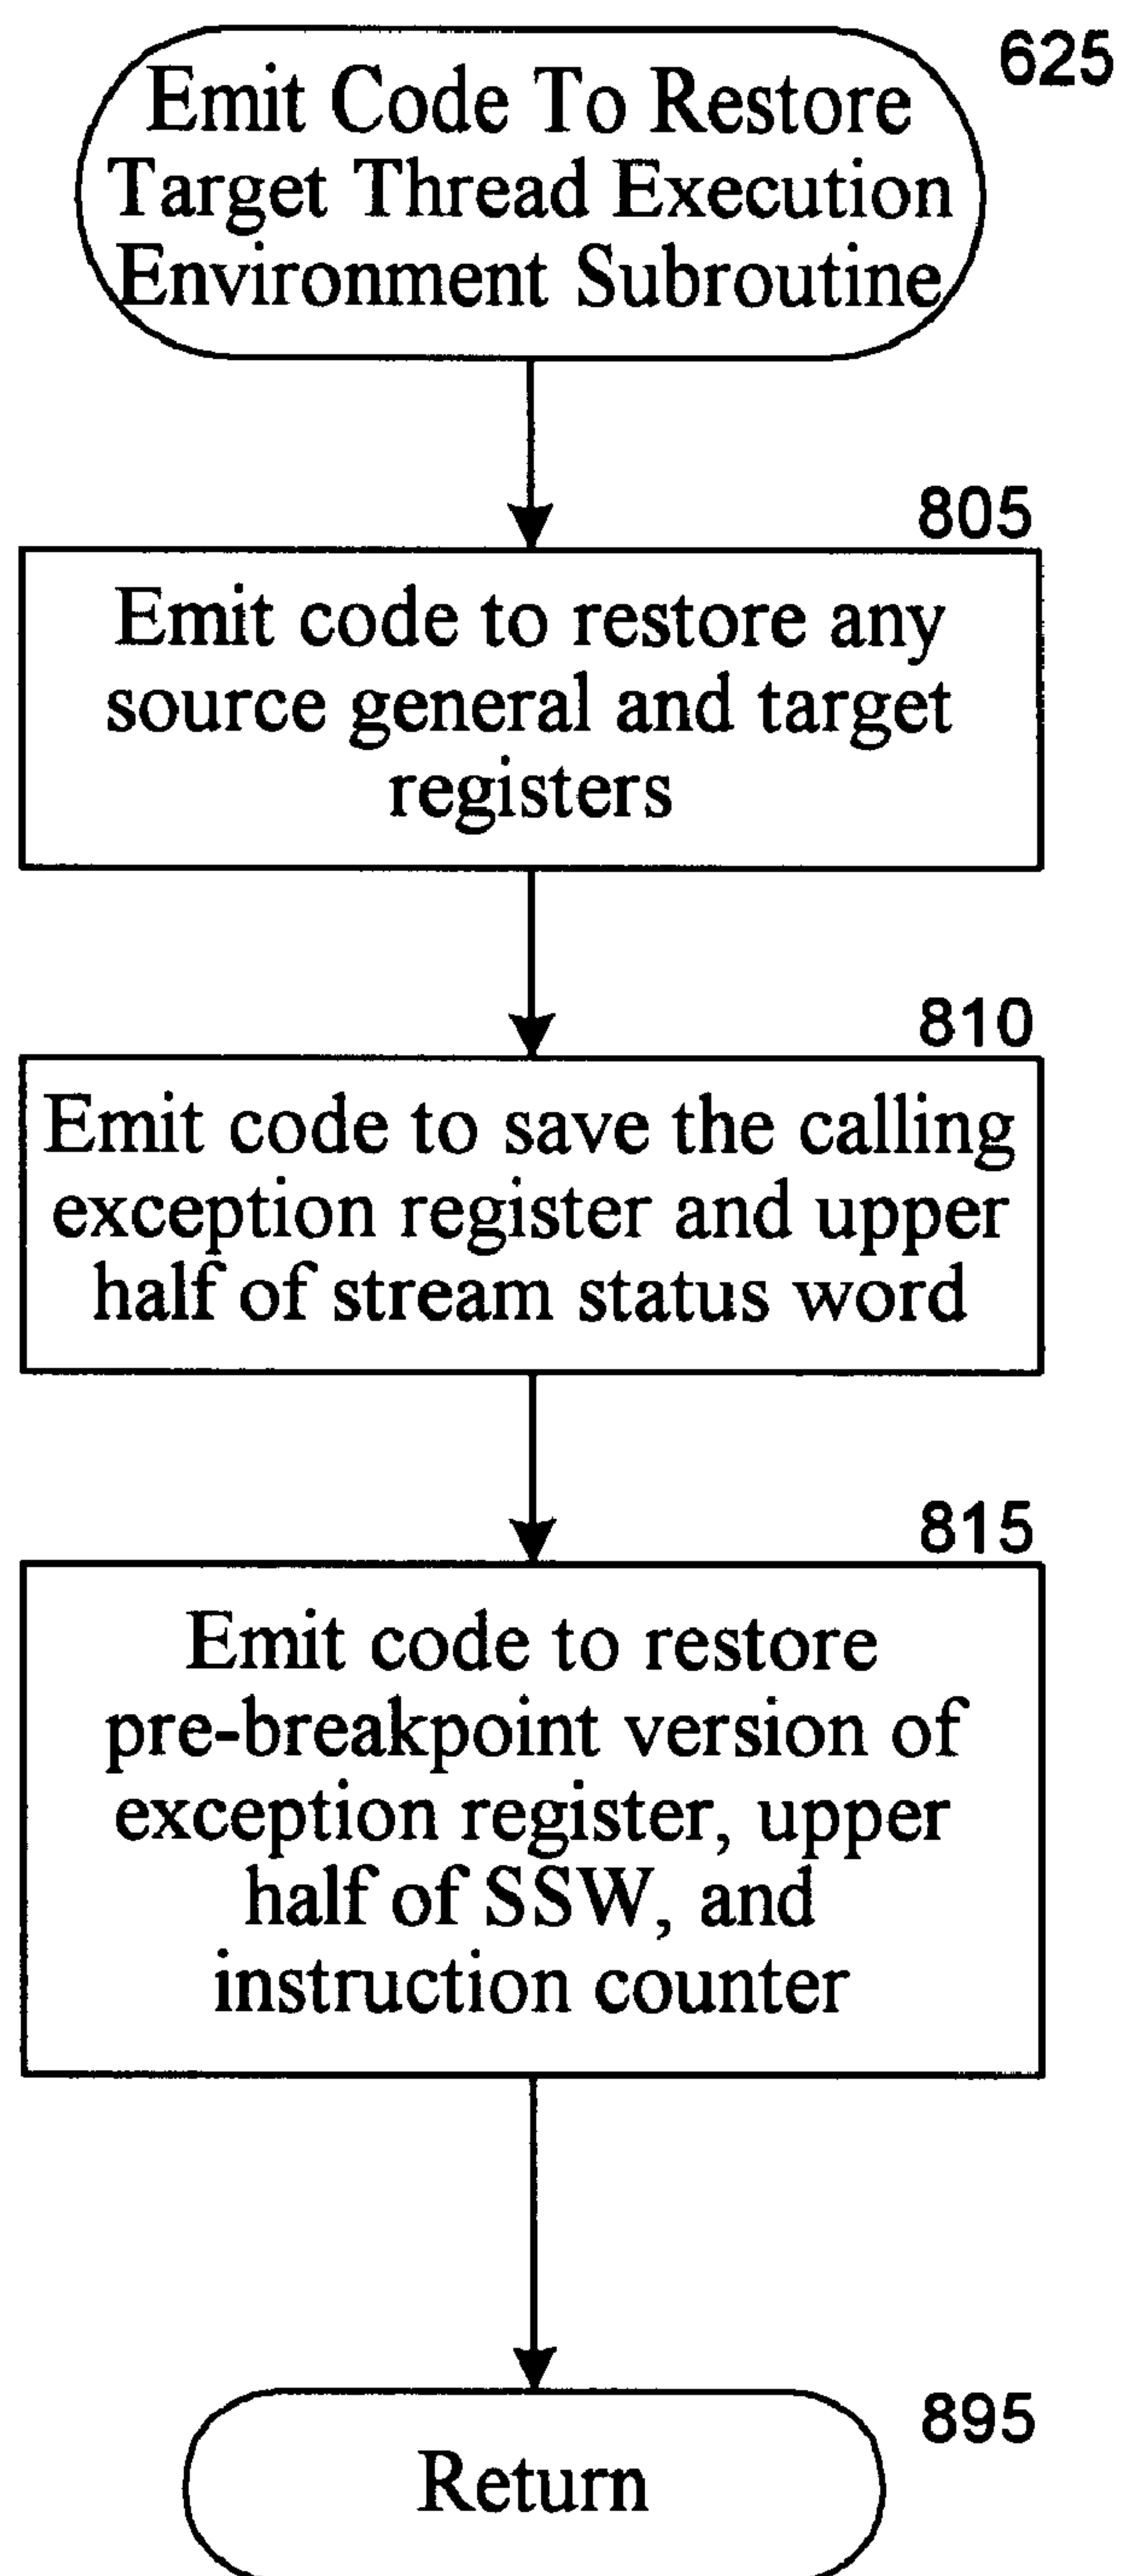 625
Emit Code To Restore
Target Thread Execution
Environment Subroutine
805
Emit code to restore any
source general and target
registers
810
Emit code to save the calling
exception register and upper
half of stream status word
815
Emit code to restore
pre-breakpoint version of
exception register, upper
half of SSW, and
instruction counter
895
Return